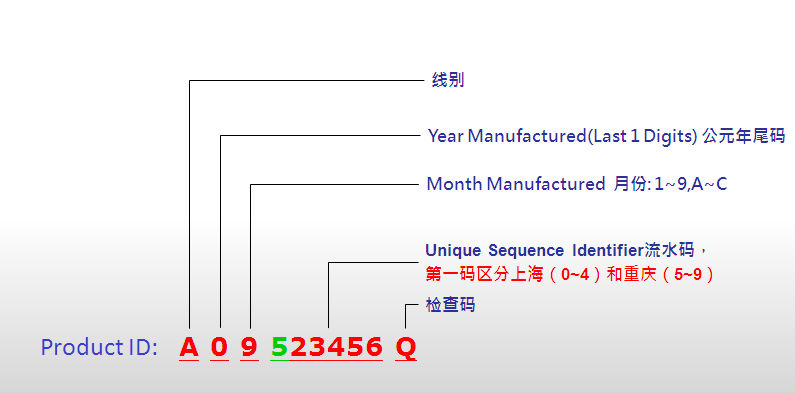 线别
Year Manufactured(Last 1 Digits) 公元年尾码
Month Manufactured 月份: 1~9,A~C
Unique Sequence Identifier流水码，
第一码区分上海（0~4）和重庆（5~9）
检查码
Product ID: A 0 9 523456 Q